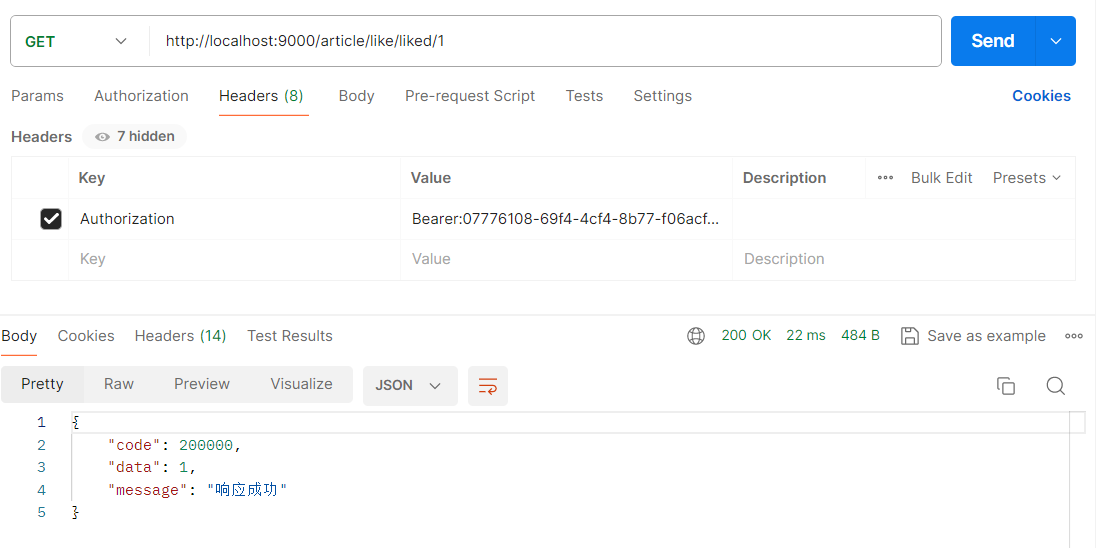 GET http://localhost:9000/article/like/liked/1 Send
Params Authorization Headers (8) Body Pre-request Script Tests Settings Cookies
Headers 7 hidden
Key Value Description Bulk Edit Presets
Authorization Bearer:07776108-69f4-4cf4-8b77-f06acf...
Key Value Description
Body Cookies Headers (14) Test Results 200 OK 22 ms 484 B Save as example
Pretty Raw Preview Visualize JSON
1 {
2 "code": 200000,
3 "data": 1,
4 "message": "响应成功"
5 }